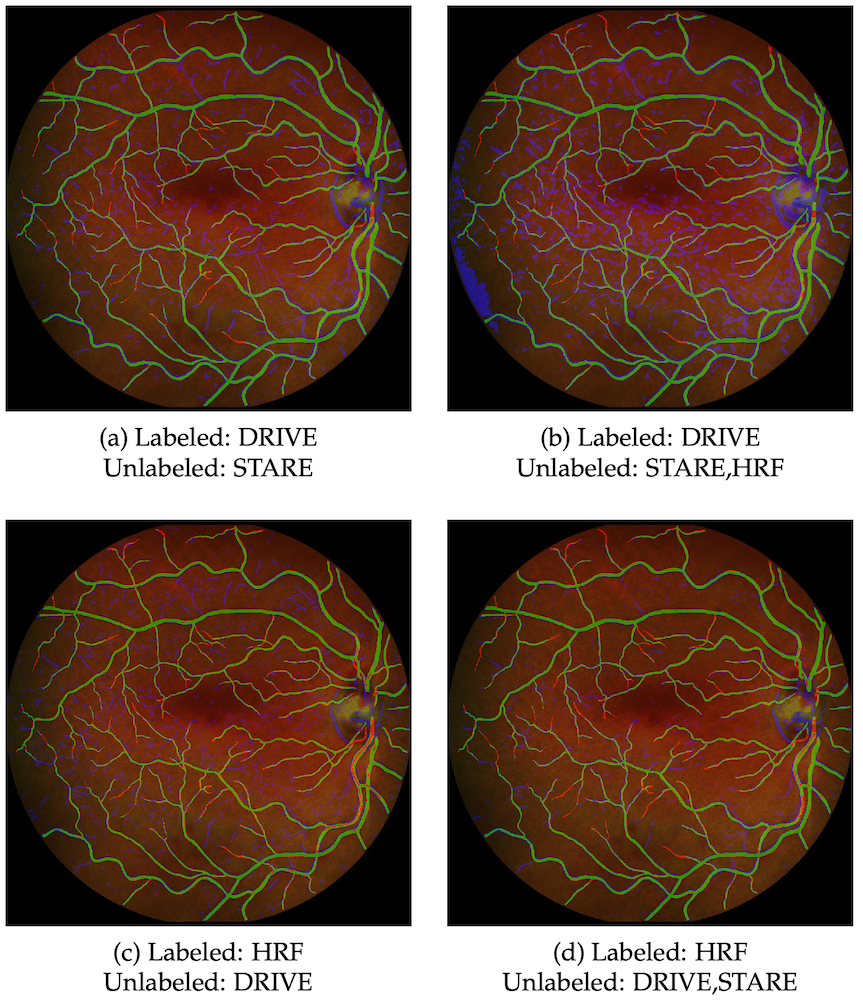 (a) Labeled: DRIVE
Unlabeled: STARE
(b) Labeled: DRIVE
Unlabeled: STARE,HRF
(c) Labeled: HRF
Unlabeled: DRIVE
(d) Labeled: HRF
Unlabeled: DRIVE,STARE